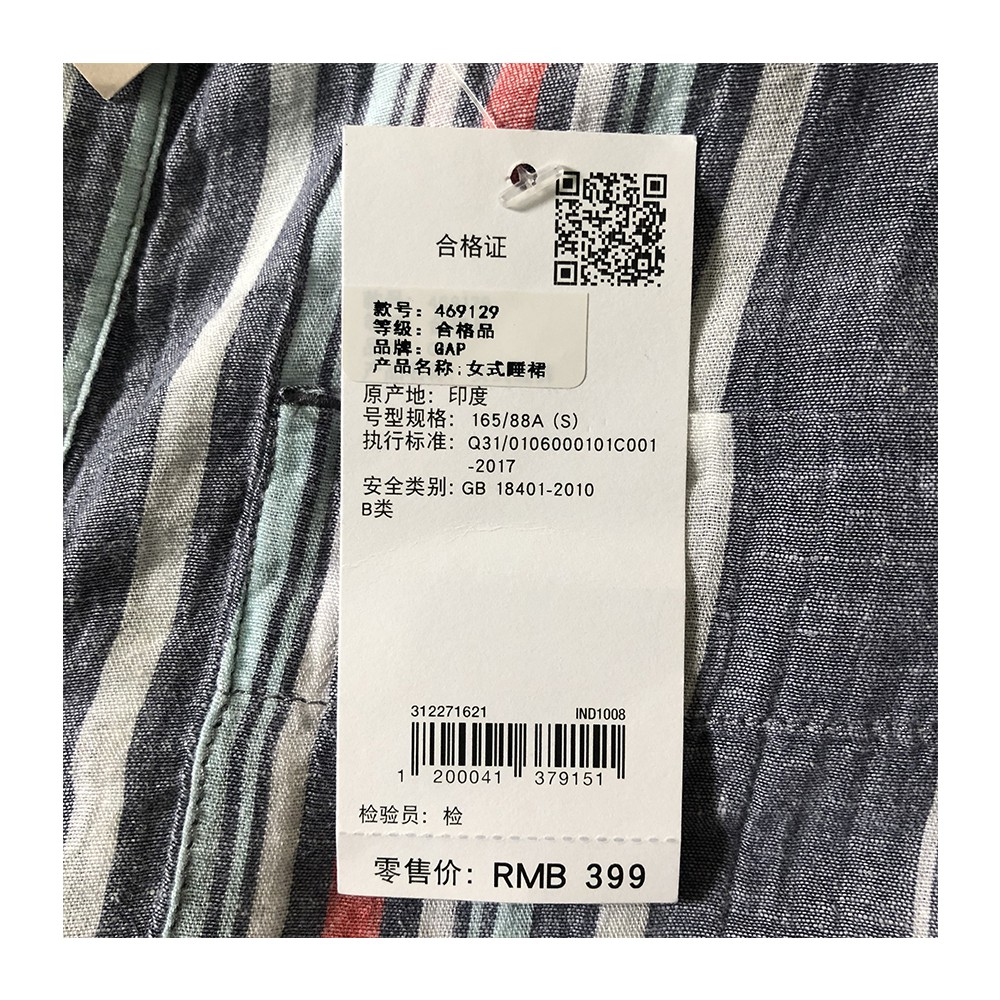 合格证
款号: 469129
等级: 合格品
品牌: GAP
产品名称:女式睡裙
原产地: 印度
号型规格: 165/88A (S)
执行标准: Q31/0106000101C001
-2017
安全类别: GB 18401-2010
B类
312271621 IND1008
1 200041 379151
检验员: 检
零售价: RMB 399